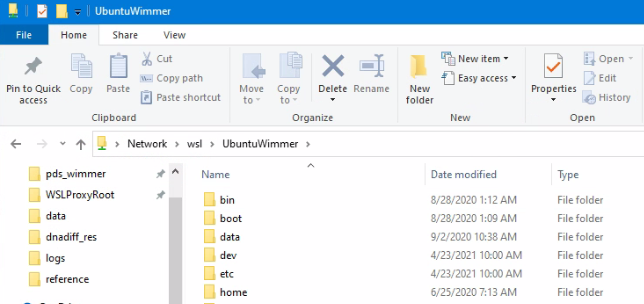 UbuntuWimmer
File Home Share View
Pin to Quick access
Copy
Paste
Cut
Copy path
Paste shortcut
Clipboard
Move to
Copy to
Delete
Rename
Organize
New folder
New item
Easy access
New
Properties
Open
Edit
History
Open
Network wsl UbuntuWimmer
pds_wimmer
WSLProxyRoot
data
dnadiff_res
logs
reference
Name Date modified Type
bin 8/28/2020 1:12 AM File folder
boot 8/28/2020 1:09 AM File folder
data 9/2/2020 10:38 AM File folder
dev 4/23/2021 10:00 AM File folder
etc 4/23/2021 10:00 AM File folder
home 6/25/2020 7:13 AM File folder